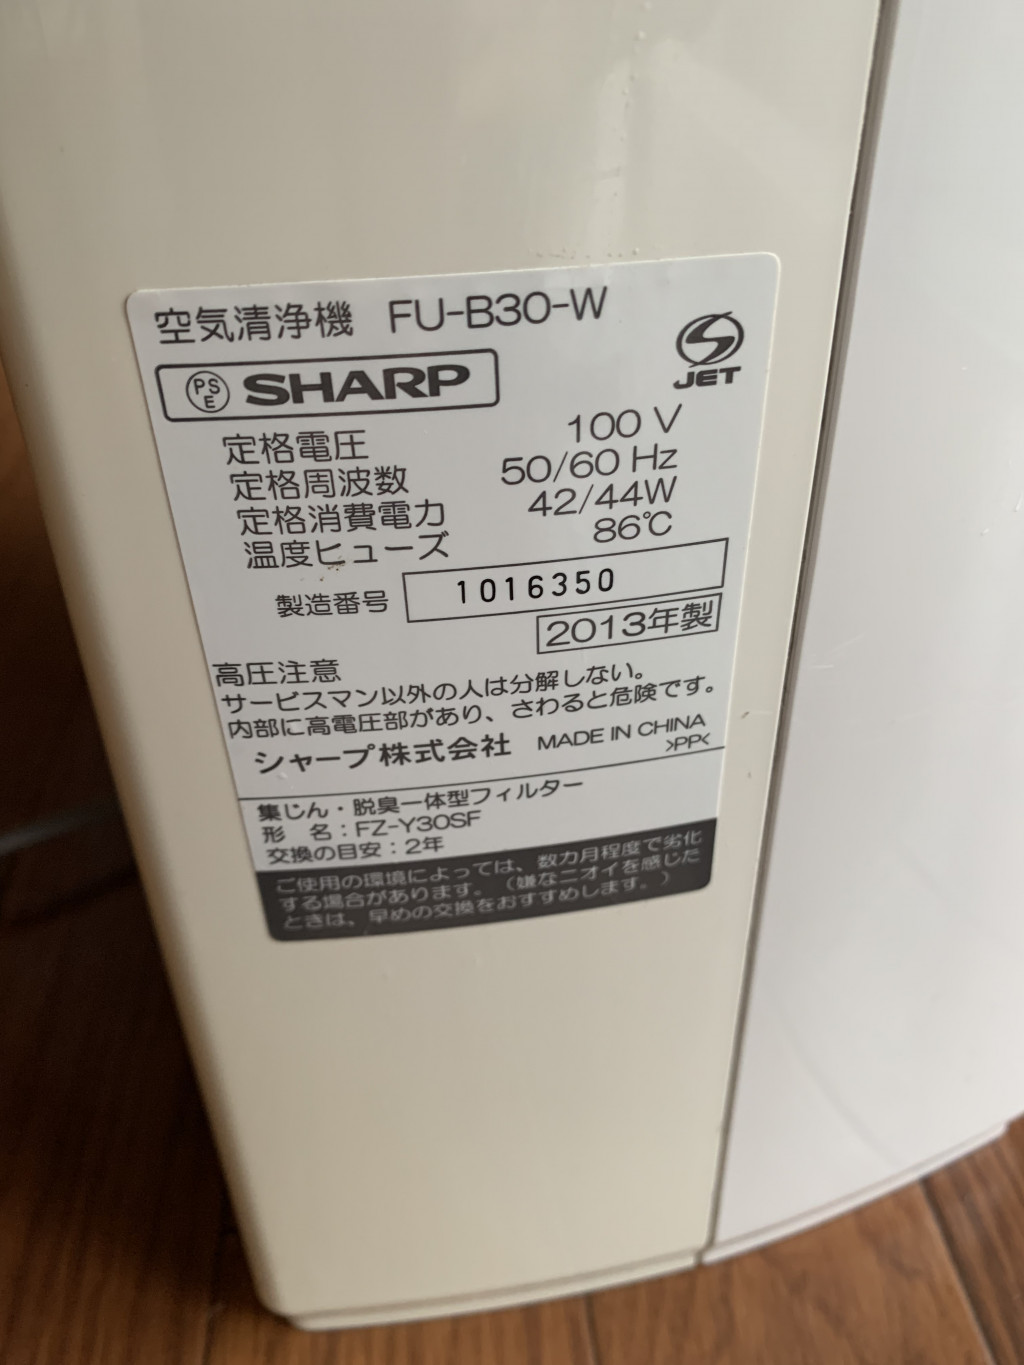 空気清浄機 FU-B30-W
PS
E
SHARP
JET
定格電圧 100 V
定格周波数 50/60 Hz
定格消費電力 42/44W
温度ヒューズ 86℃
製造番号 1016350
2013年製
高圧注意
サービスマン以外の人は分解しない。
内部に高電圧部があり、さわると危険です。
シャープ株式会社 MADE IN CHINA
>PP<
集じん・脱臭一体型フィルター
形 名：FZ-Y30SF
交換の目安：2年
ご使用の環境によっては、数カ月程度で劣化
する場合があります。（嫌なニオイを感じた
ときは、早めの交換をおすすめします。）